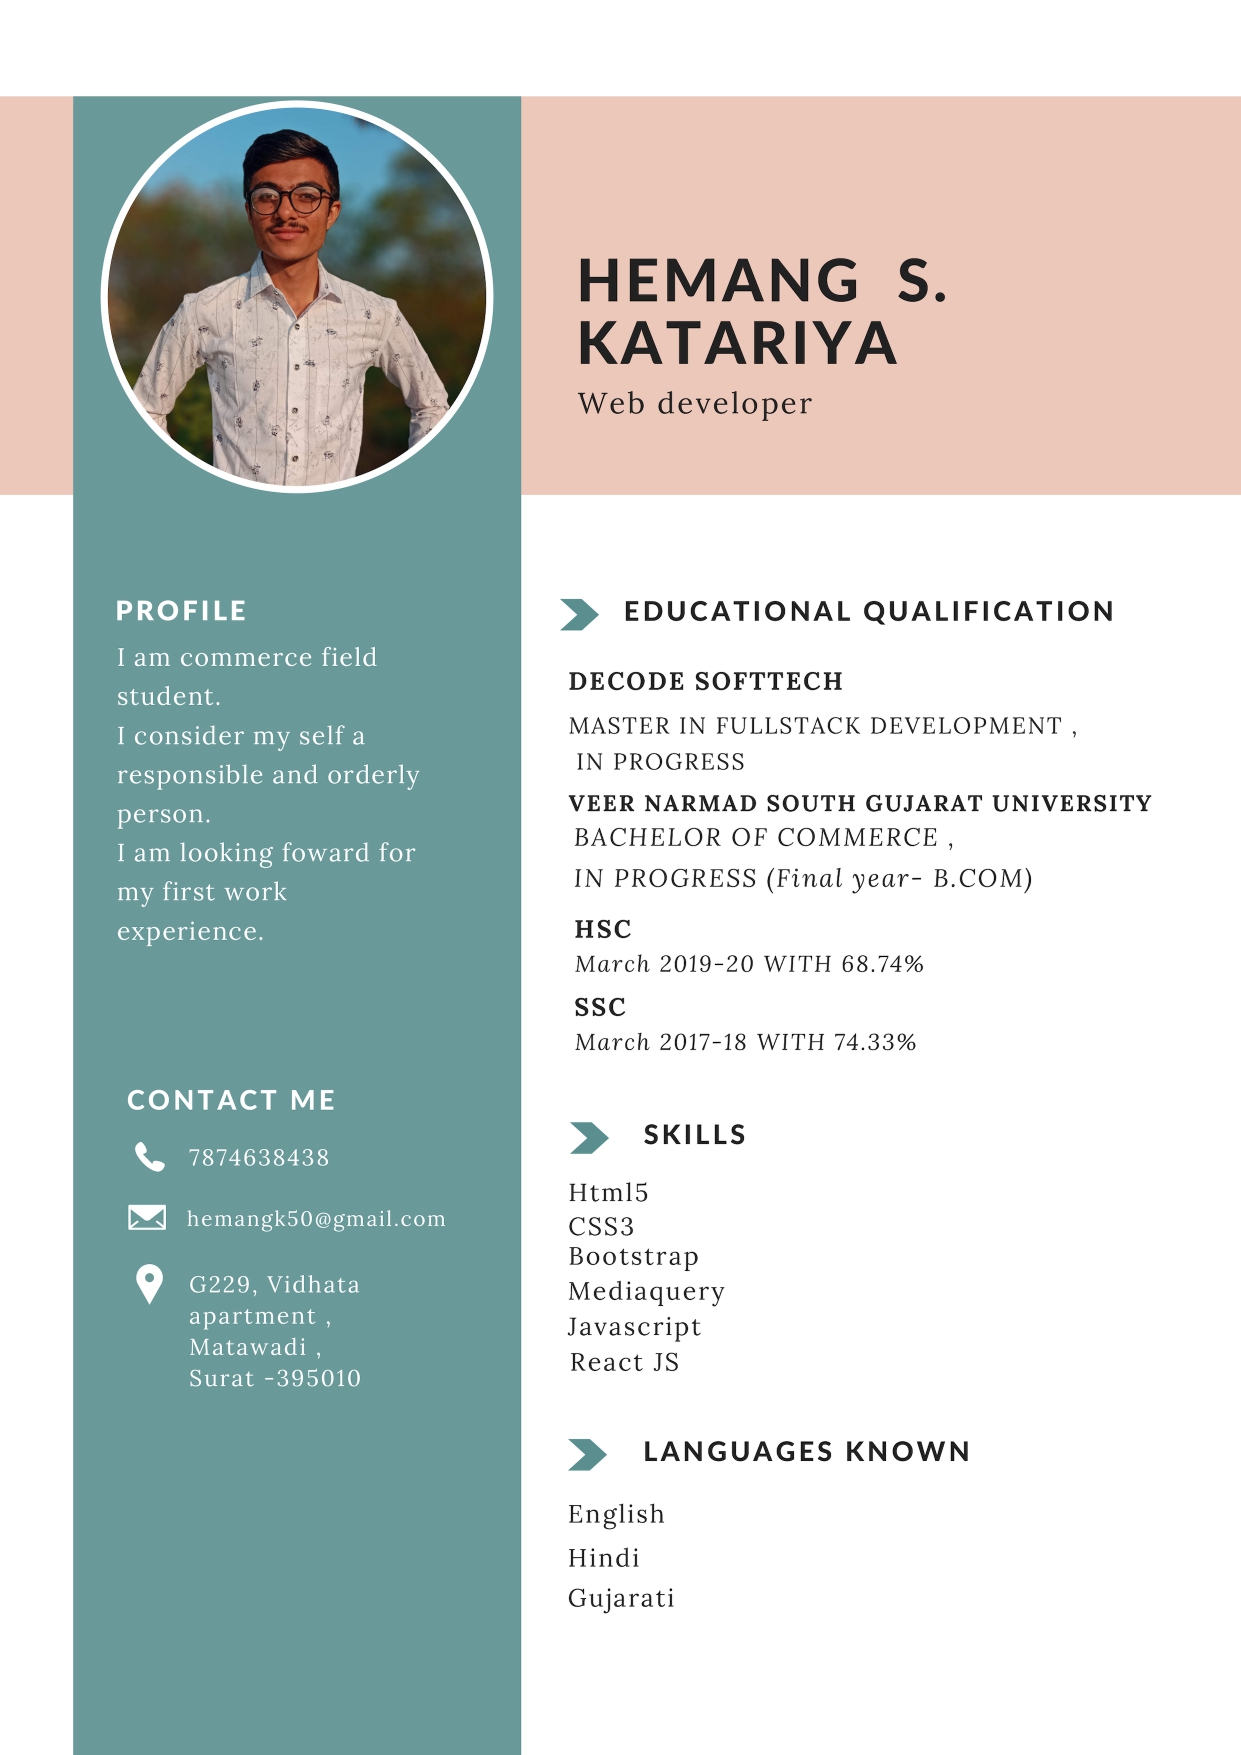 HEMANG S.
KATARIYA
Web developer
PROFILE
I am commerce field
student.
I consider my self a
responsible and orderly
person.
I am looking foward for
my first work
experience.
CONTACT ME
7874638438
hemangk50@gmail.com
G229, Vidhata
apartment ,
Matawadi ,
Surat -395010
EDUCATIONAL QUALIFICATION
DECODE SOFTTECH
MASTER IN FULLSTACK DEVELOPMENT ,
IN PROGRESS
VEER NARMAD SOUTH GUJARAT UNIVERSITY
BACHELOR OF COMMERCE ,
IN PROGRESS (Final year- B.COM)
HSC
March 2019-20 WITH 68.74%
SSC
March 2017-18 WITH 74.33%
SKILLS
Html5
CSS3
Bootstrap
Mediaquery
Javascript
React JS
LANGUAGES KNOWN
English
Hindi
Gujarati